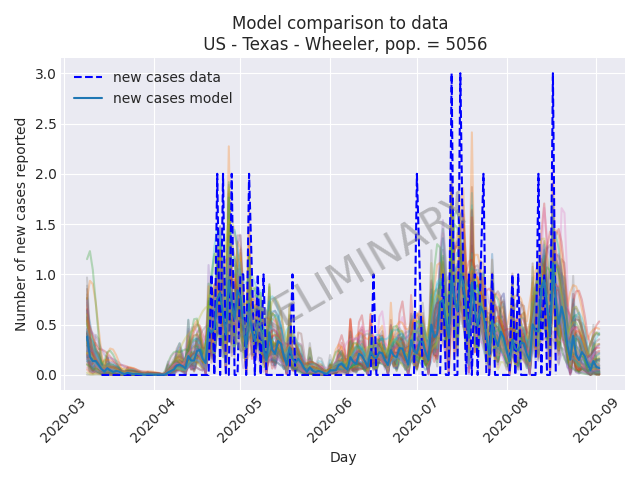 Model comparison to data
US - Texas - Wheeler, pop. = 5056
new cases data
new cases model
Number of new cases reported
3.0
2.5
2.0
1.5
1.0
0.5
0.0
2020-03
2020-04
2020-05
2020-06
2020-07
2020-08
2020-09
Day